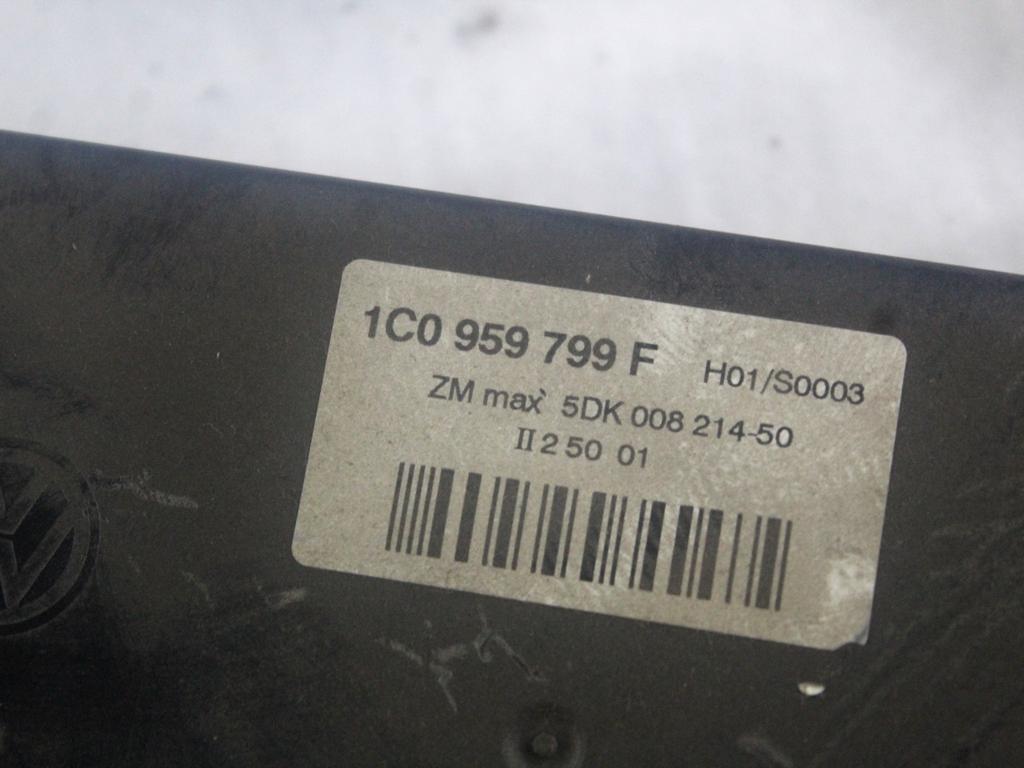 1C0 959 799 F H01/S0003
ZM max` 5DK 008 214-50
II 2 50 01